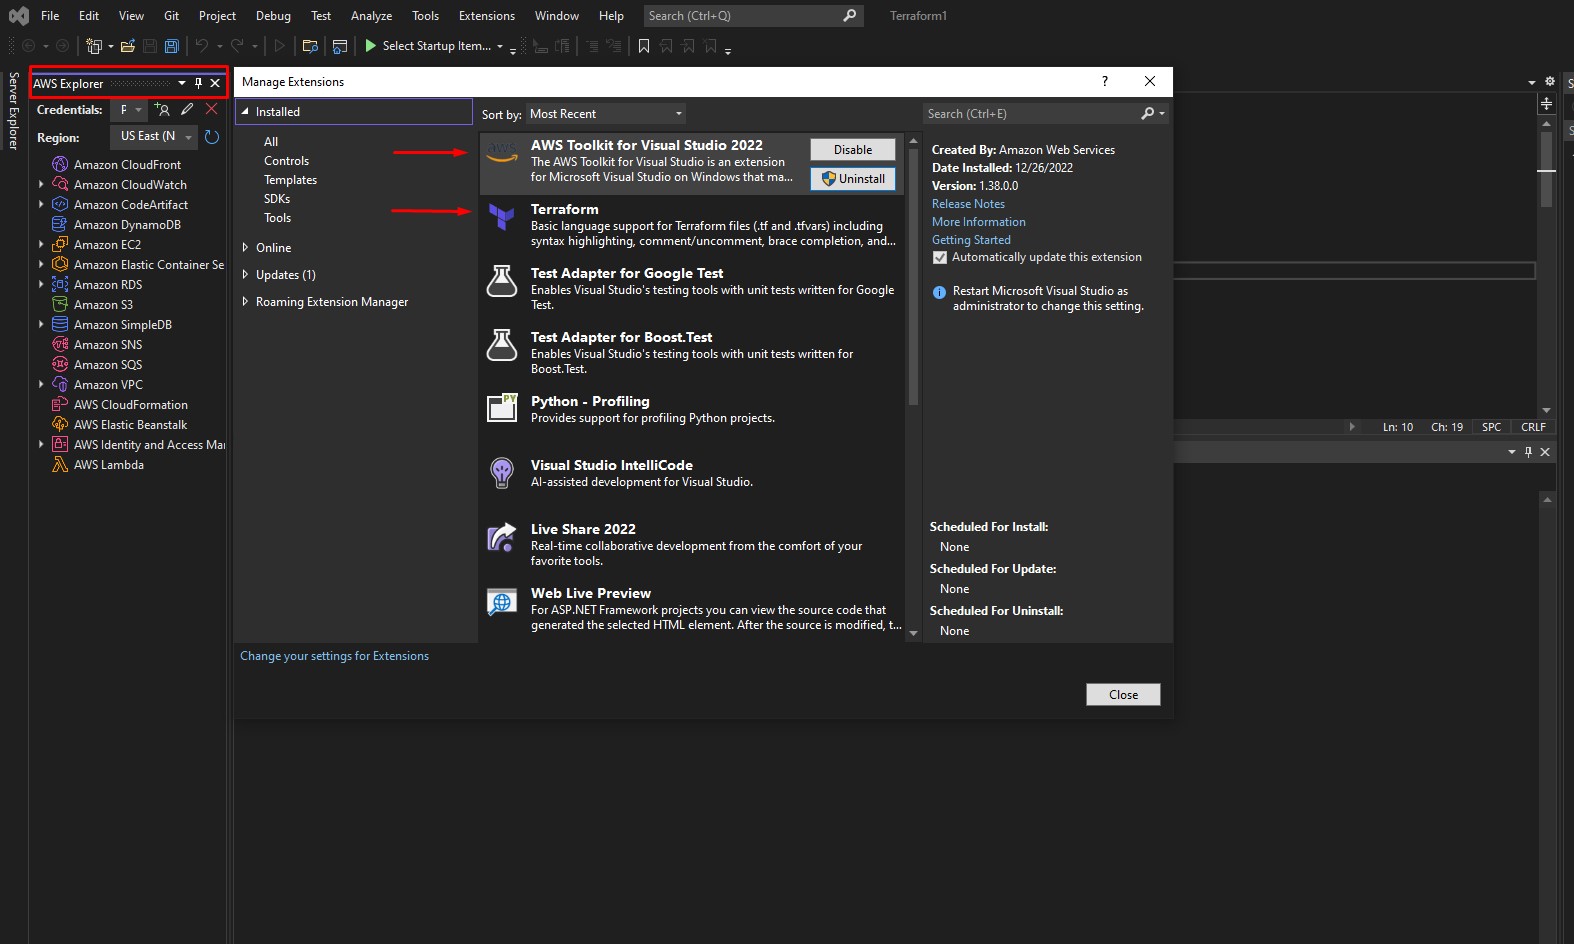 File Edit View Git Project Debug Test Analyze Tools Extensions Window Help Search (Ctrl+Q) Terraform1
Select Startup Item...
Server Explorer
AWS Explorer
Credentials:
Region: US East (N
Amazon CloudFront
Amazon CloudWatch
Amazon CodeArtifact
Amazon DynamoDB
Amazon EC2
Amazon Elastic Container Se
Amazon RDS
Amazon S3
Amazon SimpleDB
Amazon SNS
Amazon SQS
Amazon VPC
AWS CloudFormation
AWS Elastic Beanstalk
AWS Identity and Access Mar
AWS Lambda
Manage Extensions ?
Installed
All
Controls
Templates
SDKs
Tools
Online
Updates (1)
Roaming Extension Manager
Change your settings for Extensions
Sort by: Most Recent
aws
AWS Toolkit for Visual Studio 2022
The AWS Toolkit for Visual Studio is an extension
for Microsoft Visual Studio on Windows that ma...
Disable
Uninstall
Terraform
Basic language support for Terraform files (.tf and .tfvars) including
syntax highlighting, comment/uncomment, brace completion, and...
Test Adapter for Google Test
Enables Visual Studio's testing tools with unit tests written for Google
Test.
Test Adapter for Boost.Test
Enables Visual Studio's testing tools with unit tests written for
Boost.Test.
PY
Python - Profiling
Provides support for profiling Python projects.
Visual Studio IntelliCode
AI-assisted development for Visual Studio.
Live Share 2022
Real-time collaborative development from the comfort of your
favorite tools.
Web Live Preview
For ASP.NET Framework projects you can view the source code that
generated the selected HTML element. After the source is modified, t...
Search (Ctrl+E)
Created By: Amazon Web Services
Date Installed: 12/26/2022
Version: 1.38.0.0
Release Notes
More Information
Getting Started
Automatically update this extension
Restart Microsoft Visual Studio as
administrator to change this setting.
Scheduled For Install:
None
Scheduled For Update:
None
Scheduled For Uninstall:
None
Close
Ln: 10 Ch: 19 SPC CRLF